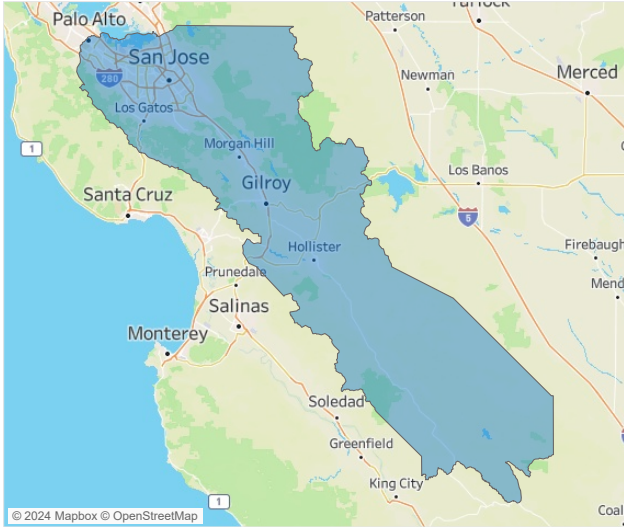 Patterson
Turlock
Palo Alto
San Jose
Newman
Merced
280
Los Gatos
1
Morgan Hill
Los Banos
Gilroy
Santa Cruz
5
Hollister
Firebaugh
Prunedale
Mend
Salinas
Monterey
Soledad
Greenfield
King City
1
Coal
© 2024 Mapbox © OpenStreetMap